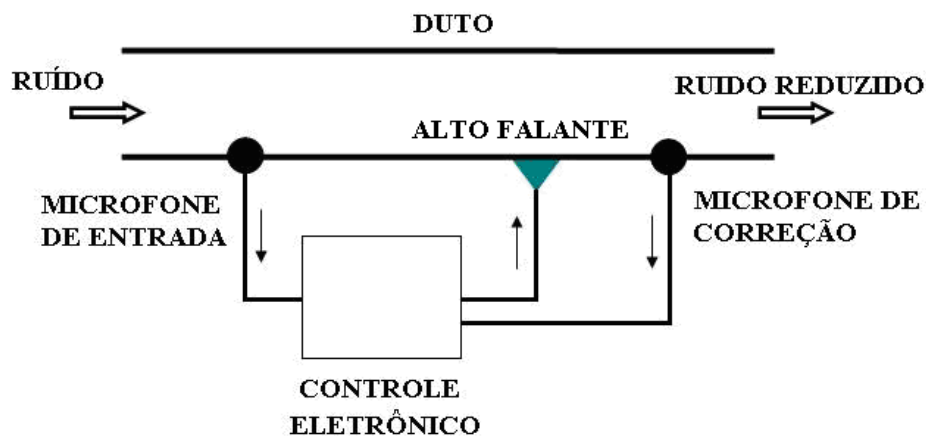 DUTO
RUÍDO
RUIDO REDUZIDO
ALTO FALANTE
MICROFONE
DE ENTRADA
MICROFONE DE
CORREÇÃO
CONTROLE
ELETRÔNICO